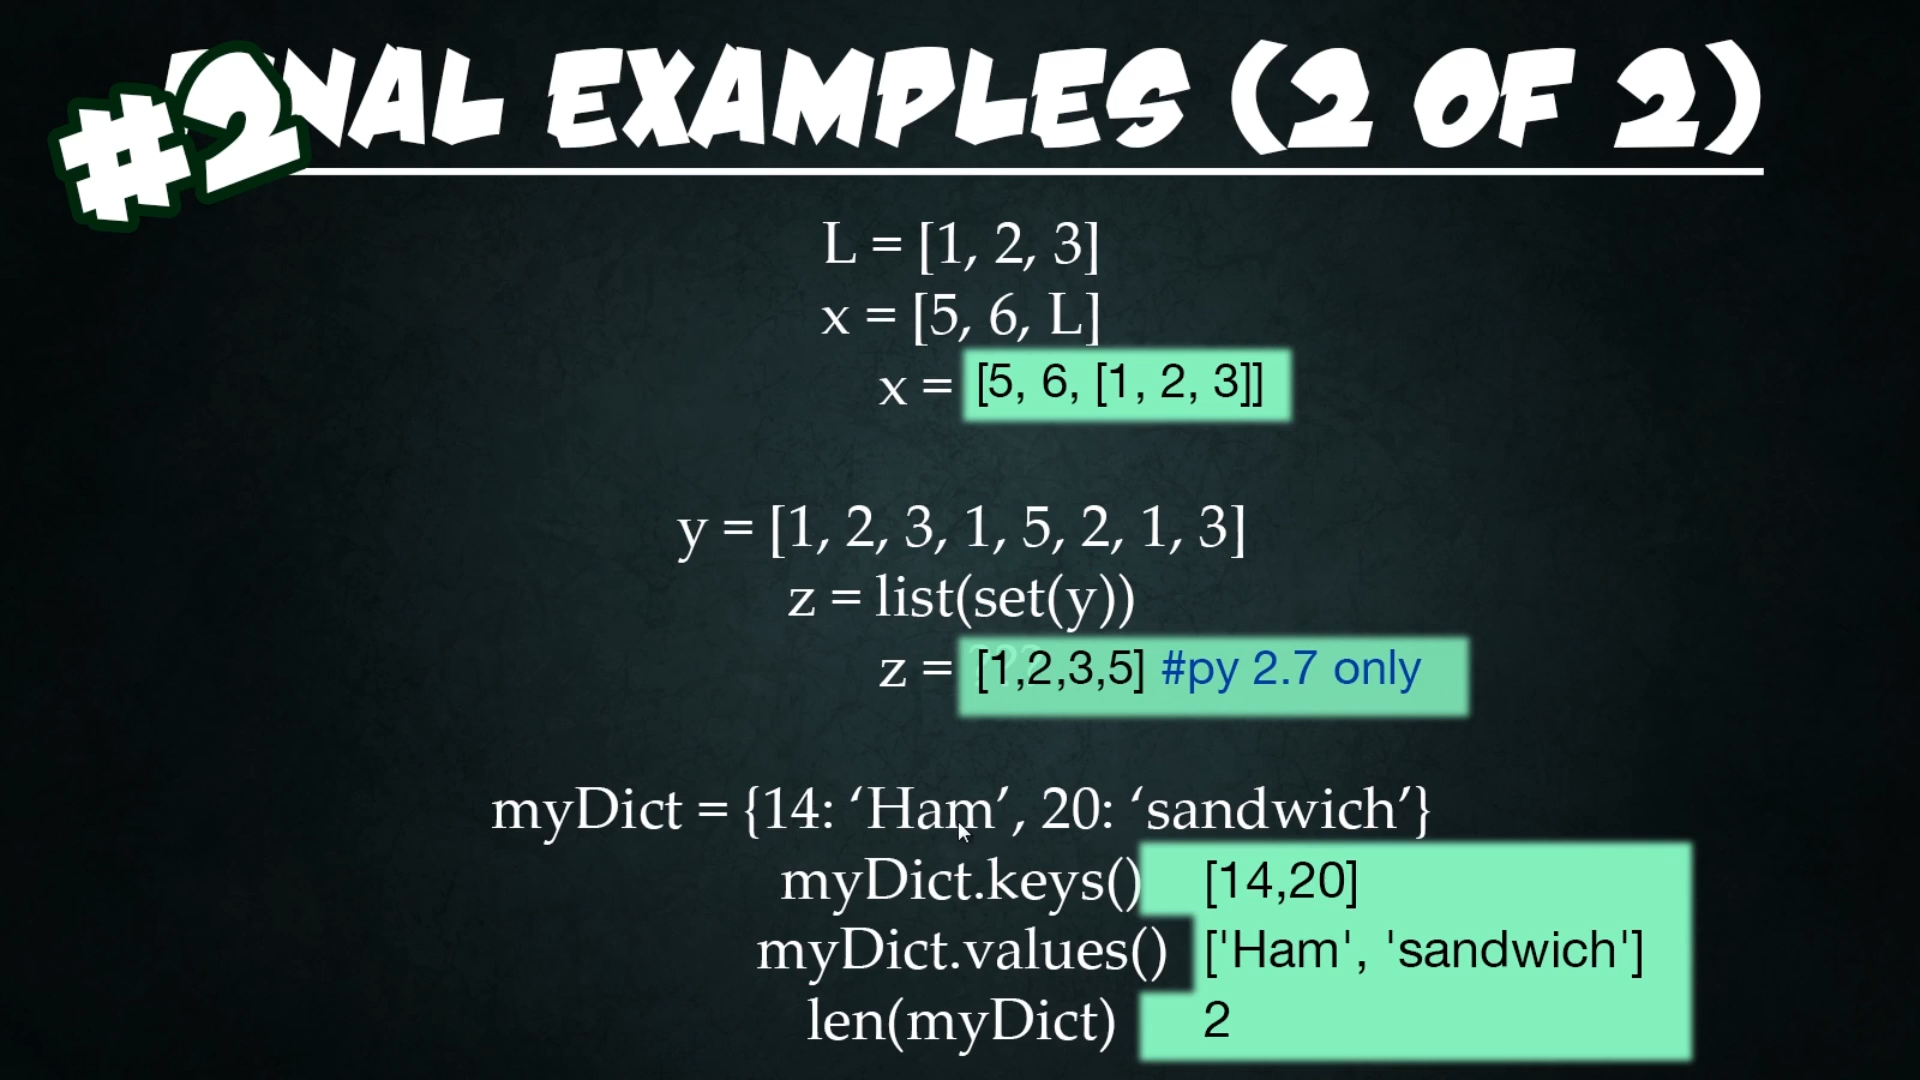 #2
FINAL EXAMPLES (2 OF 2)
L = [1, 2, 3]
x = [5, 6, L]
x = [5, 6, [1, 2, 3]]
y = [1, 2, 3, 1, 5, 2, 1, 3]
z = list(set(y))
z = [1,2,3,5] #py 2.7 only
myDict = {14: ‘Ham’, 20: ‘sandwich’}
myDict.keys() [14,20]
myDict.values() ['Ham', 'sandwich']
len(myDict) 2